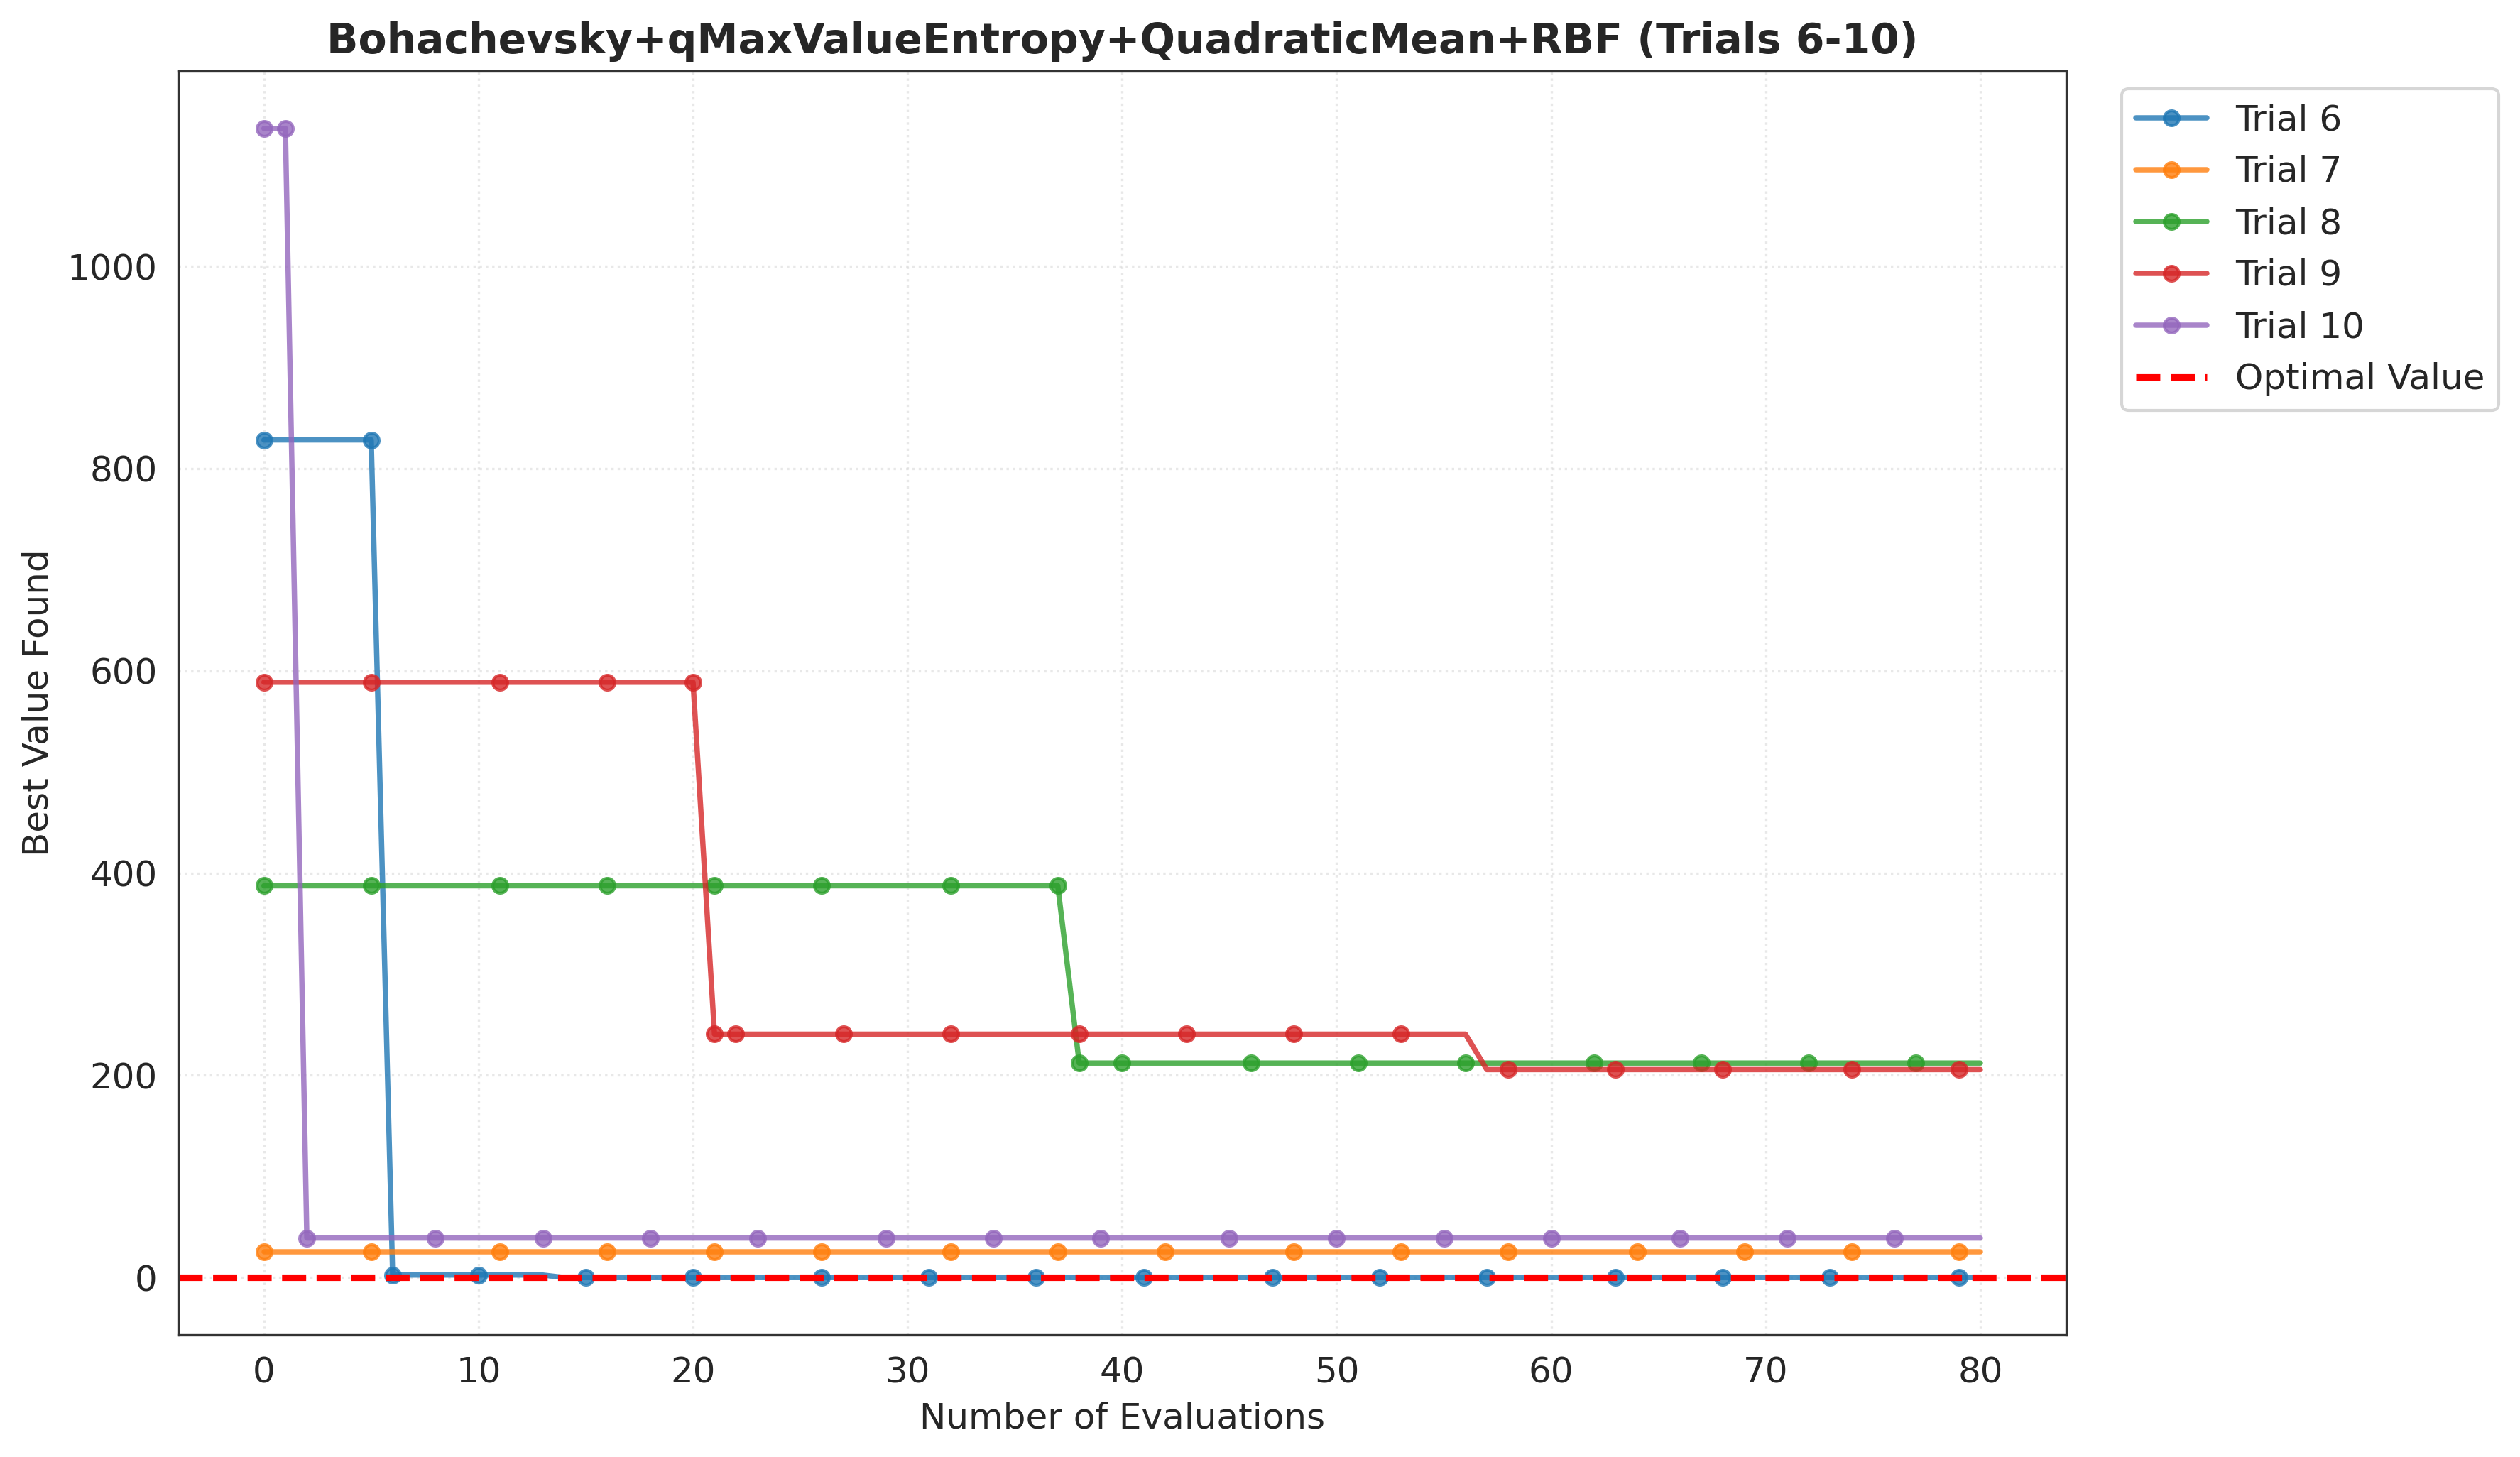 Bohachevsky+qMaxValueEntropy+QuadraticMean+RBF (Trials 6-10)
Trial 6
Trial 7
Trial 8
Trial 9
Trial 10
Optimal Value
Best Value Found
1000
800
600
400
200
0
0 10 20 30 40 50 60 70 80
Number of Evaluations